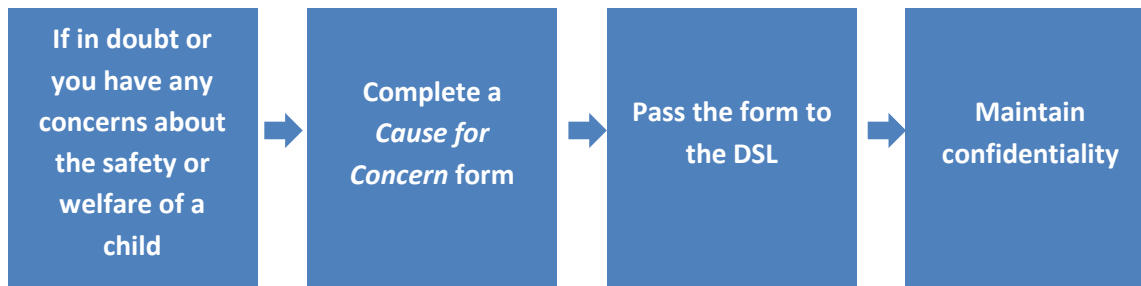 If in doubt or
you have any
concerns about
the safety or
welfare of a
child
Complete a
Cause for
Concern form
Pass the form to
the DSL
Maintain
confidentiality